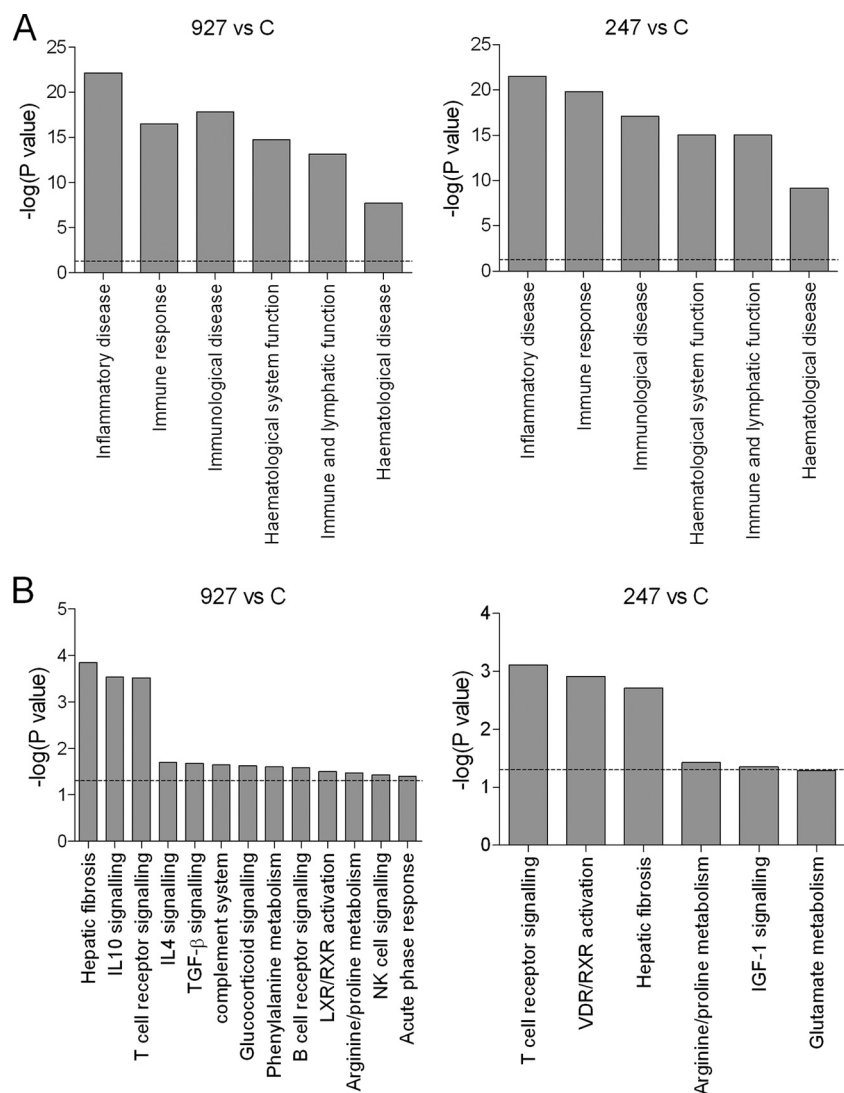 A
927 vs C
-log(P value)
25
20
15
10
5
0
Inflammatory disease
Immune response
Immunological disease
Haematological system function
Immune and lymphatic function
Haematological disease
247 vs C
-log(P value)
25
20
15
10
5
0
Inflammatory disease
Immune response
Immunological disease
Haematological system function
Immune and lymphatic function
Haematological disease
B
927 vs C
-log(P value)
5
4
3
2
1
0
Hepatic fibrosis
IL10 signalling
T cell receptor signalling
IL4 signalling
TGF-β signalling
complement system
Glucocorticoid signalling
Phenylalanine metabolism
B cell receptor signalling
LXR/RXR activation
Arginine/proline metabolism
NK cell signalling
Acute phase response
247 vs C
-log(P value)
4
3
2
1
0
T cell receptor signalling
VDR/RXR activation
Hepatic fibrosis
Arginine/proline metabolism
IGF-1 signalling
Glutamate metabolism